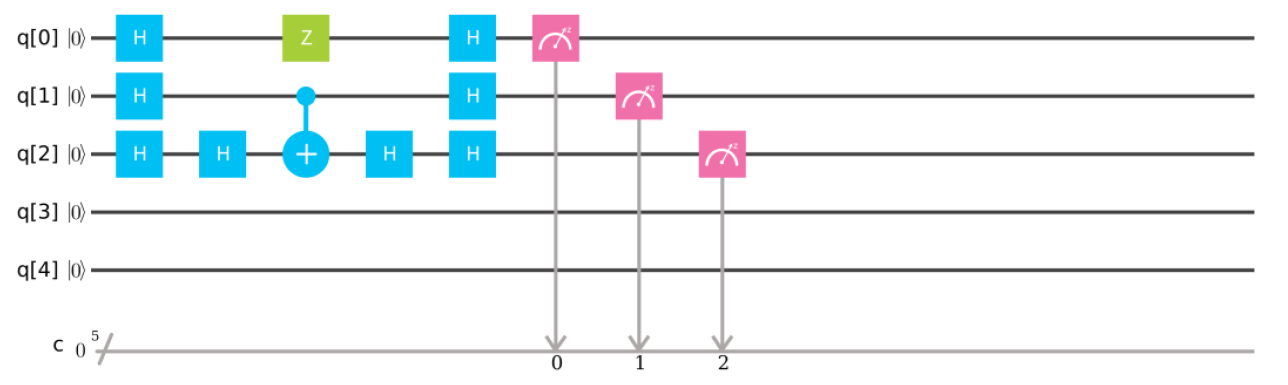 q[0] |0⟩ H Z H z
q[1] |0⟩ H H z
q[2] |0⟩ H H + H H z
q[3] |0⟩
q[4] |0⟩
c 0 5
0 1 2